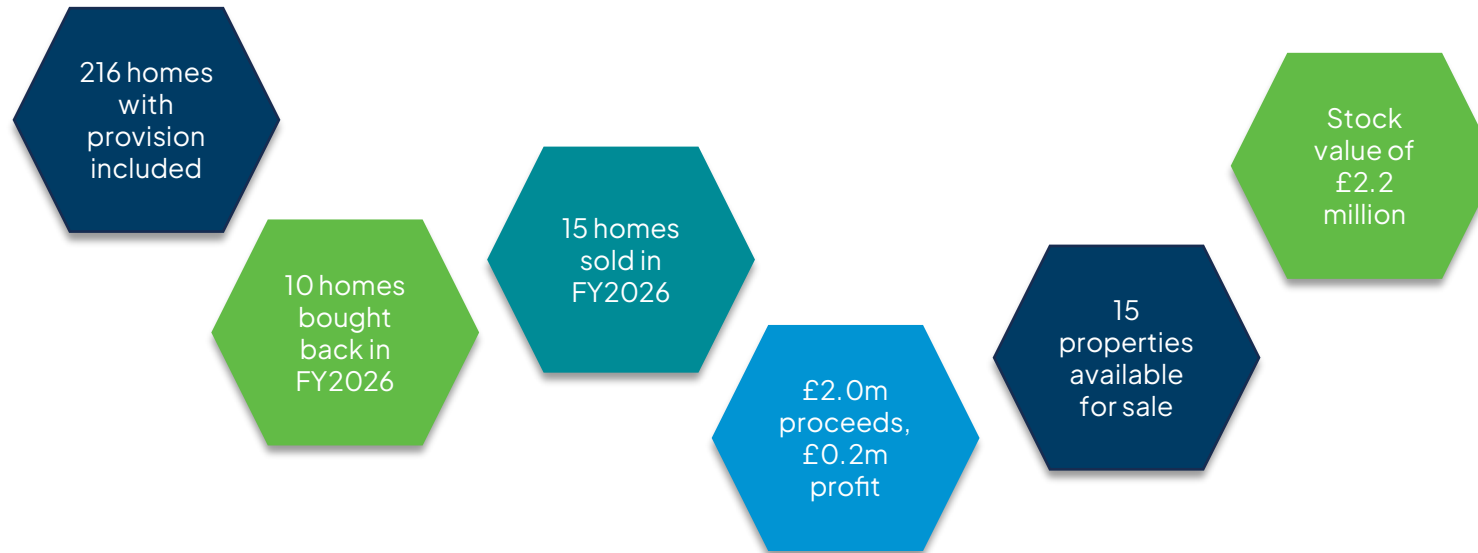 216 homes
with
provision
included
10 homes
bought
back in
FY2026
15 homes
sold in
FY2026
£2.0m
proceeds,
£0.2m
profit
15
properties
available
for sale
Stock
value of
£2.2
million